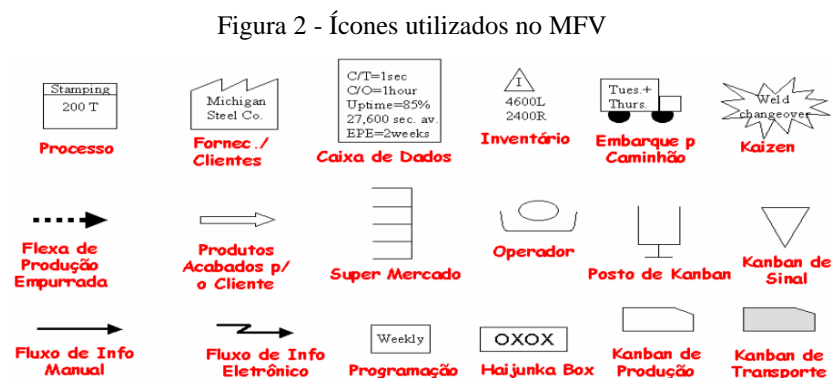 Figura 2 - Ícones utilizados no MFV
Stamping
200 T
Processo
Michigan
Steel Co.
Fornec./
Clientes
C/T=1sec
C/O=1hour
Uptime=85%
27,600 sec. av.
EPE=2weeks
Caixa de Dados
I
4600L
2400R
Inventário
Tues.+
Thurs.
Embarque p
Caminhão
Weld
changeover
Kaizen
Flexa de
Produção
Empurrada
Produtos
Acabados p/
o Cliente
Super Mercado
Operador
Posto de Kanban
Kanban de
Sinal
Fluxo de Info
Manual
Fluxo de Info
Eletrônico
Weekly
Programação
OXOX
Haijunka Box
Kanban de
Produção
Kanban de
Transporte